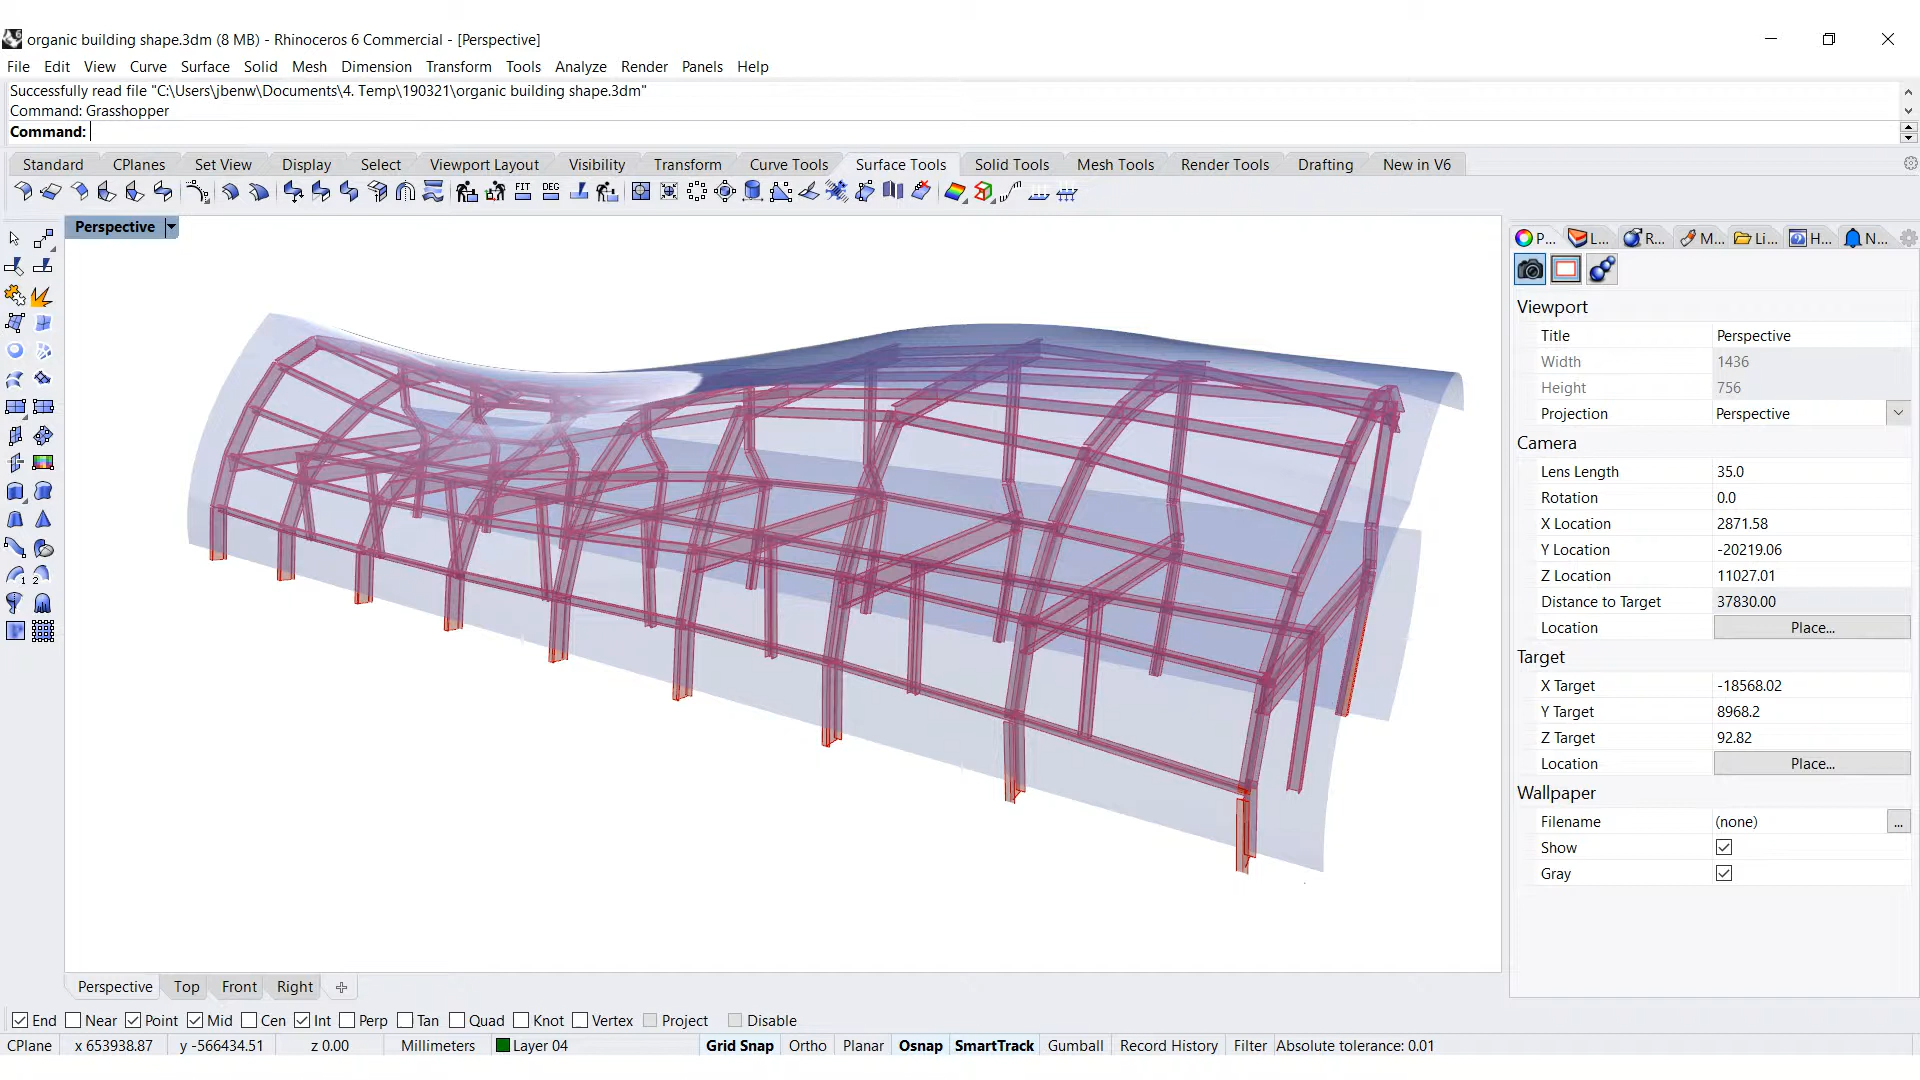 organic building shape.3dm (8 MB) - Rhinoceros 6 Commercial - [Perspective]
File Edit View Curve Surface Solid Mesh Dimension Transform Tools Analyze Render Panels Help
Successfully read file "C:\Users\jbenw\Documents\4. Temp\190321\organic building shape.3dm"
Command: Grasshopper
Command:
Standard CPlanes Set View Display Select Viewport Layout Visibility Transform Curve Tools Surface Tools Solid Tools Mesh Tools Render Tools Drafting New in V6
FIT DEG
Perspective
P... L... R... M... Li... H... N...
Viewport
Title Perspective
Width 1436
Height 756
Projection Perspective
Camera
Lens Length 35.0
Rotation 0.0
X Location 2871.58
Y Location -20219.06
Z Location 11027.01
Distance to Target 37830.00
Location Place...
Target
X Target -18568.02
Y Target 8968.2
Z Target 92.82
Location Place...
Wallpaper
Filename (none) ...
Show
Gray
1 2
Perspective Top Front Right
End Near Point Mid Cen Int Perp Tan Quad Knot Vertex Project Disable
CPlane x 653938.87 y -566434.51 z 0.00 Millimeters Layer 04 Grid Snap Ortho Planar Osnap SmartTrack Gumball Record History Filter Absolute tolerance: 0.01